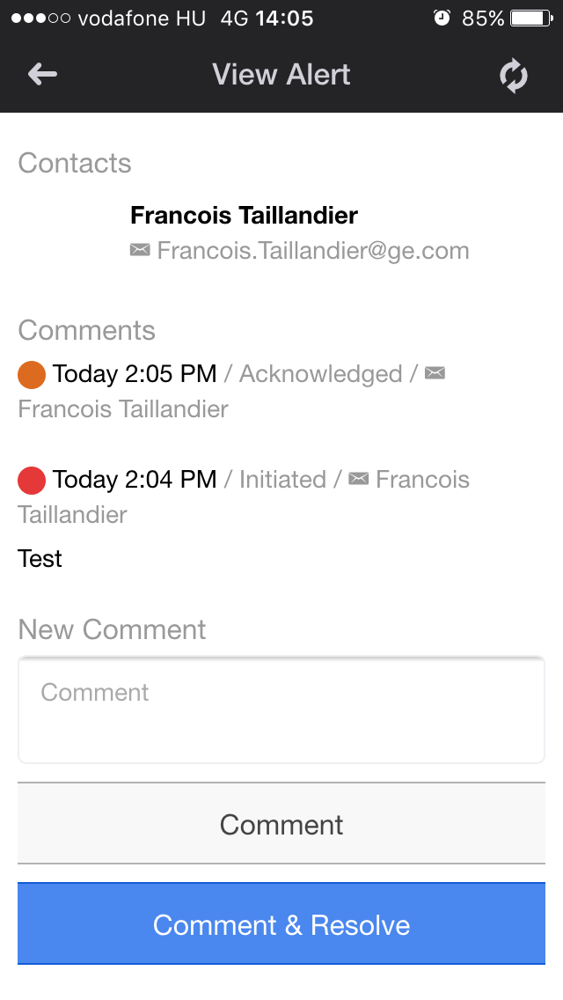 vodafone HU 4G 14:05 85%
View Alert
Contacts
Francois Taillandier
Francois.Taillandier@ge.com
Comments
Today 2:05 PM / Acknowledged /
Francois Taillandier
Today 2:04 PM / Initiated / Francois
Taillandier
Test
New Comment
Comment
Comment
Comment & Resolve